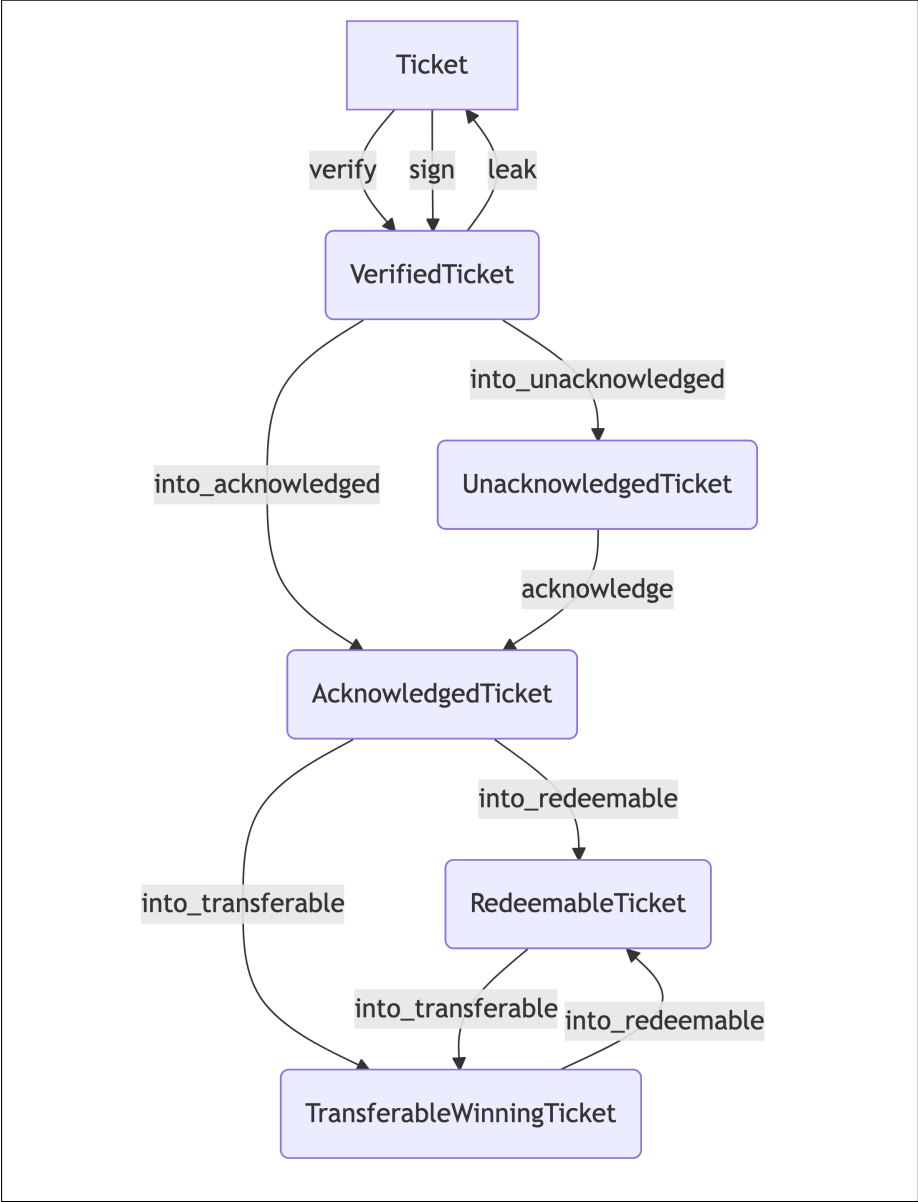 Ticket
verify
sign
leak
VerifiedTicket
into_unacknowledged
into_acknowledged
UnacknowledgedTicket
acknowledge
AcknowledgedTicket
into_redeemable
into_transferable
RedeemableTicket
into_transferable
into_redeemable
TransferableWinningTicket